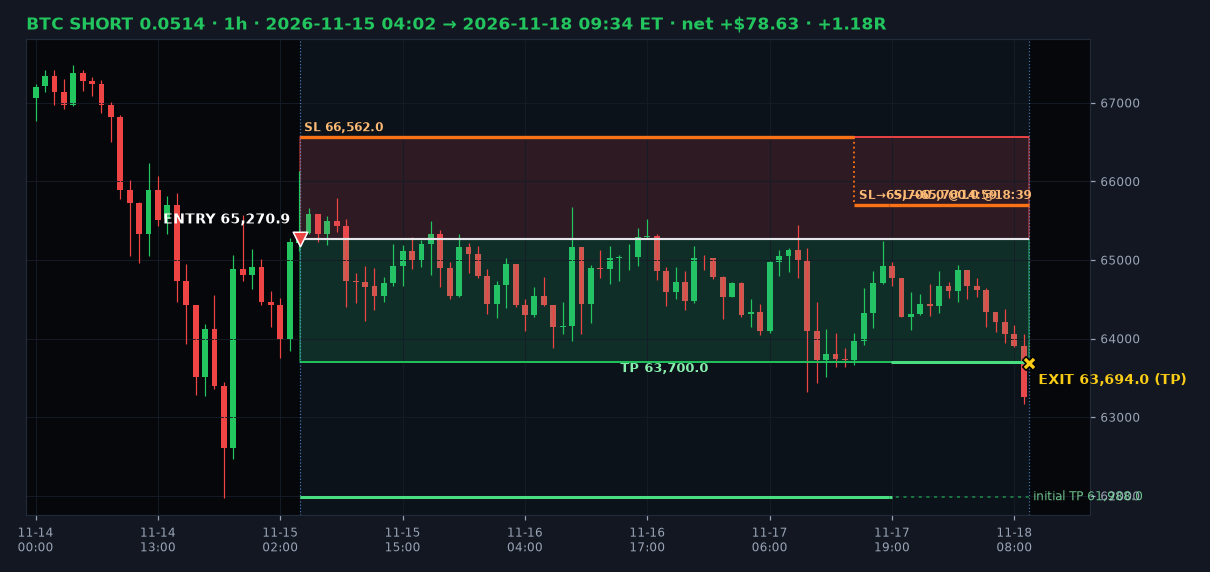 BTC SHORT 0.0514 · 1h · 2026-11-15 04:02 → 2026-11-18 09:34 ET · net +$78.63 · +1.18R
SL 66,562.0
ENTRY 65,270.9
TP 63,700.0
EXIT 63,694.0 (TP)
initial TP
67000
66000
65000
64000
63000
11-14 00:00
11-14 13:00
11-15 02:00
11-15 15:00
11-16 04:00
11-16 17:00
11-17 06:00
11-17 19:00
11-18 08:00